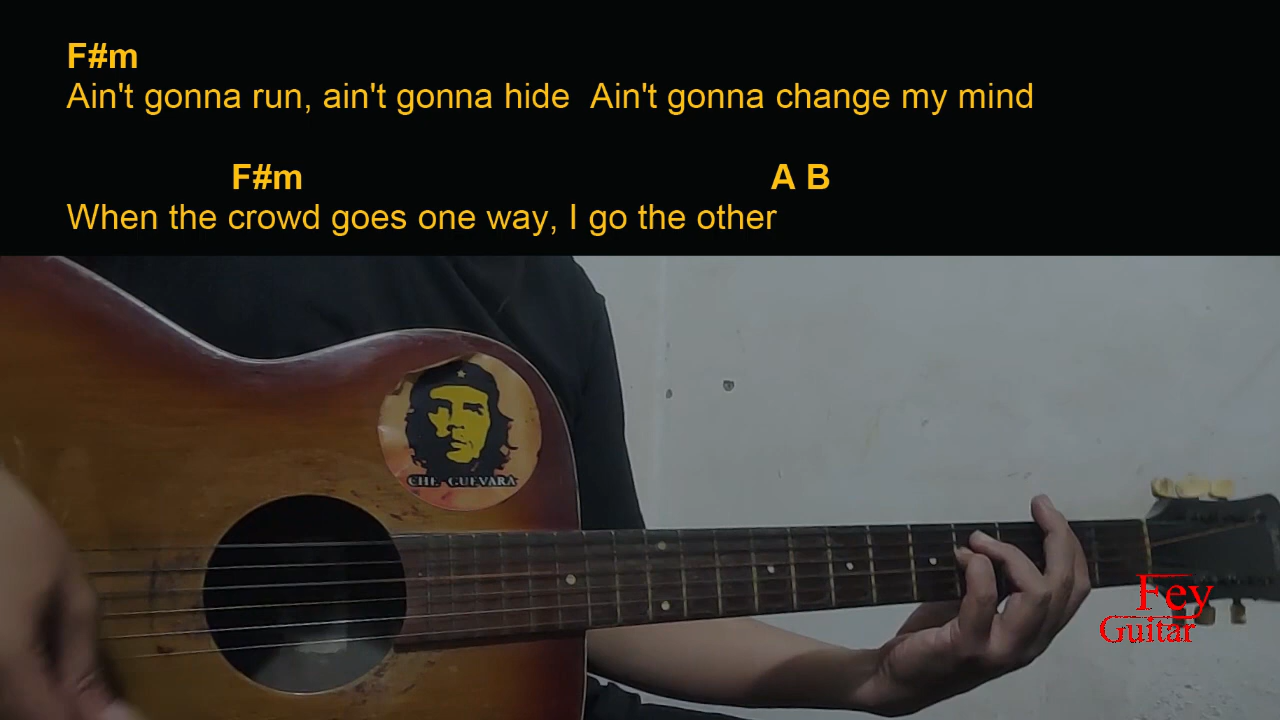 F#m
Ain't gonna run, ain't gonna hide  Ain't gonna change my mind
F#m A B
When the crowd goes one way, I go the other
CHE GUEVARA
Fey
Guitar